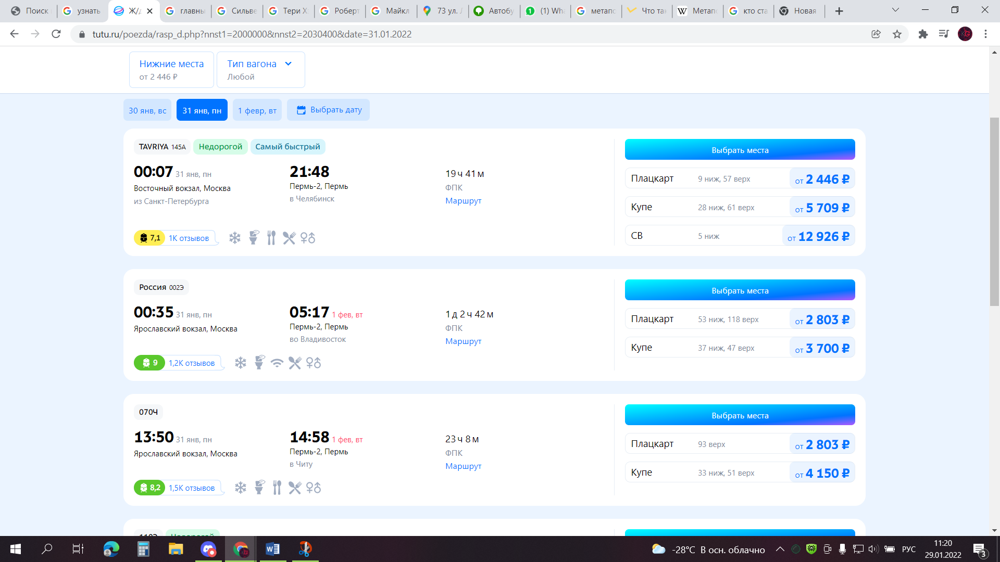 Поиск
узнать
Ж/д
главны
Сильве
Тери Х
Роберт
Майкл
73 ул. Л
Автобу
(1) Wha
метапо
Что так
Метапо
кто ста
Новая
tutu.ru/poezda/rasp_d.php?nnst1=2000000&nnst2=2030400&date=31.01.2022
Нижние места
от 2 446 ₽
Тип вагона
Любой
30 янв, вс
31 янв, пн
1 февр, вт
Выбрать дату
TAVRIYA 145А Недорогой Самый быстрый
00:07 31 янв, пн
Восточный вокзал, Москва
из Санкт-Петербурга
21:48
Пермь-2, Пермь
в Челябинск
19 ч 41 м
ФПК
Маршрут
7,1 1К отзывов
Выбрать места
Плацкарт 9 ниж, 57 верх от 2 446 ₽
Купе 28 ниж, 61 верх от 5 709 ₽
СВ 5 ниж от 12 926 ₽
Россия 002Э
00:35 31 янв, пн
Ярославский вокзал, Москва
05:17 1 фев, вт
Пермь-2, Пермь
во Владивосток
1 д 2 ч 42 м
ФПК
Маршрут
9 1,2К отзывов
Выбрать места
Плацкарт 53 ниж, 118 верх от 2 803 ₽
Купе 37 ниж, 47 верх от 3 700 ₽
070Ч
13:50 31 янв, пн
Ярославский вокзал, Москва
14:58 1 фев, вт
Пермь-2, Пермь
в Читу
23 ч 8 м
ФПК
Маршрут
8,2 1,5К отзывов
Выбрать места
Плацкарт 93 верх от 2 803 ₽
Купе 33 ниж, 51 верх от 4 150 ₽
Недорогой
-28°C В осн. облачно
РУС
11:20
29.01.2022
3